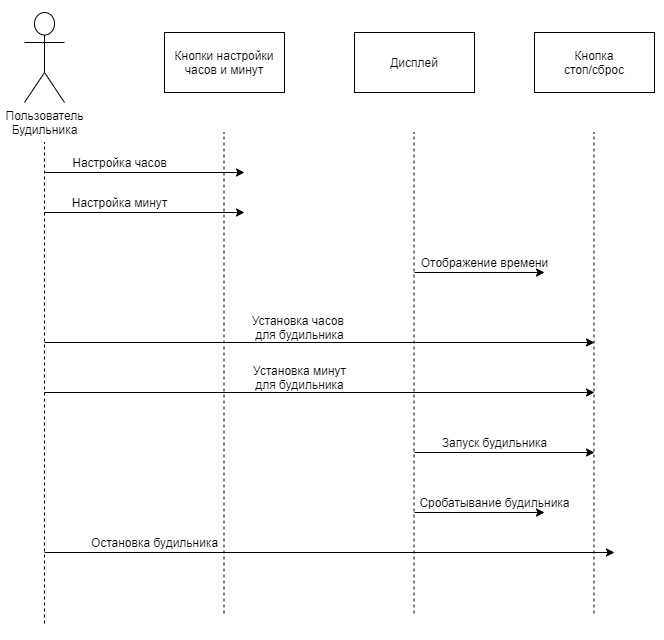 Кнопки настройки
часов и минут
Дисплей
Кнопка
стоп/сброс
Пользователь
Будильника
Настройка часов
Настройка минут
Отображение времени
Установка часов
для будильника
Установка минут
для будильника
Запуск будильника
Сробатывание будильника
Остановка будильника